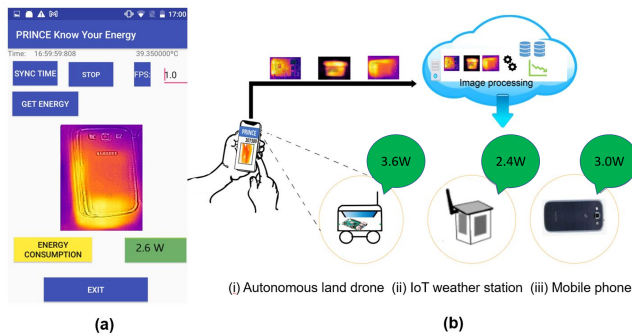 17:00
PRINCE Know Your Energy
Time: 16:59:59:808 39.350000ºC
SYNC TIME STOP FPS: 1.0
GET ENERGY
SAMSUNG
ENERGY
CONSUMPTION
2.6 W
EXIT
(a)
Image processing
PRINCE
3.6W 2.4W 3.0W
(i) Autonomous land drone (ii) IoT weather station (iii) Mobile phone
(b)